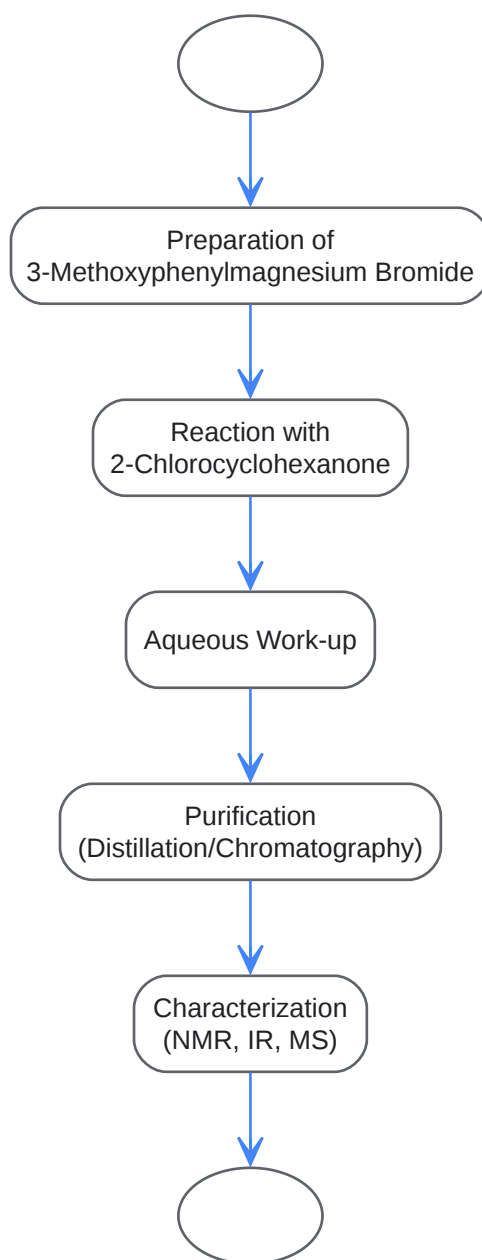 Preparation of
3-Methoxyphenylmagnesium Bromide
Reaction with
2-Chlorocyclohexanone
Aqueous Work-up
Purification
(Distillation/Chromatography)
Characterization
(NMR, IR, MS)